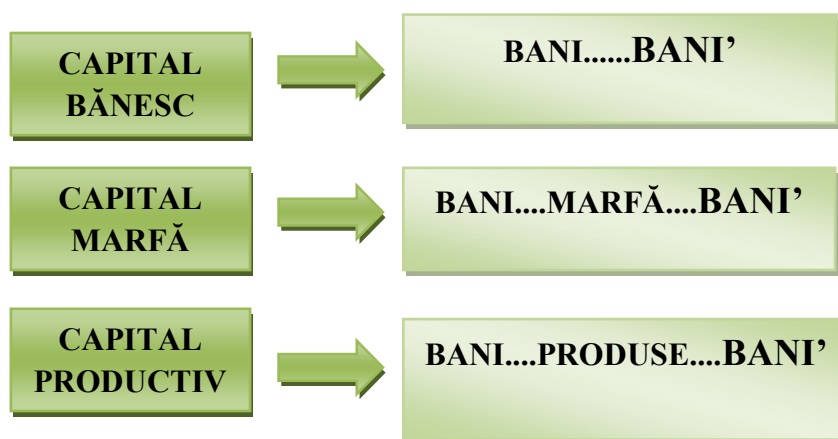 CAPITAL
BĂNESC
BANI......BANI’
CAPITAL
MARFĂ
BANI....MARFĂ....BANI’
CAPITAL
PRODUCTIV
BANI....PRODUSE....BANI’